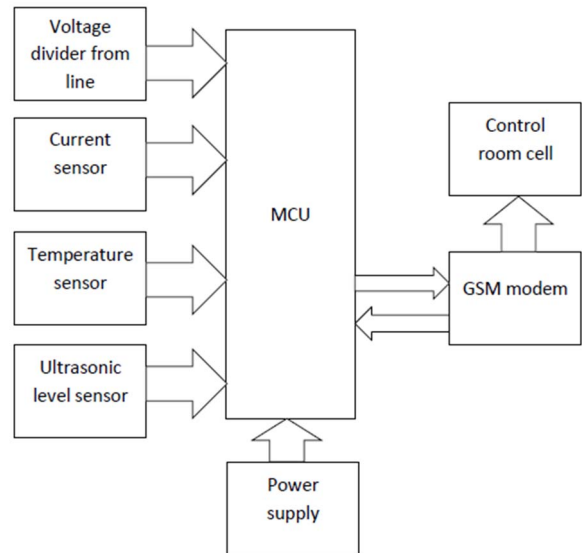 Voltage
divider from
line
Current
sensor
Temperature
sensor
Ultrasonic
level sensor
MCU
Power
supply
Control
room cell
GSM modem